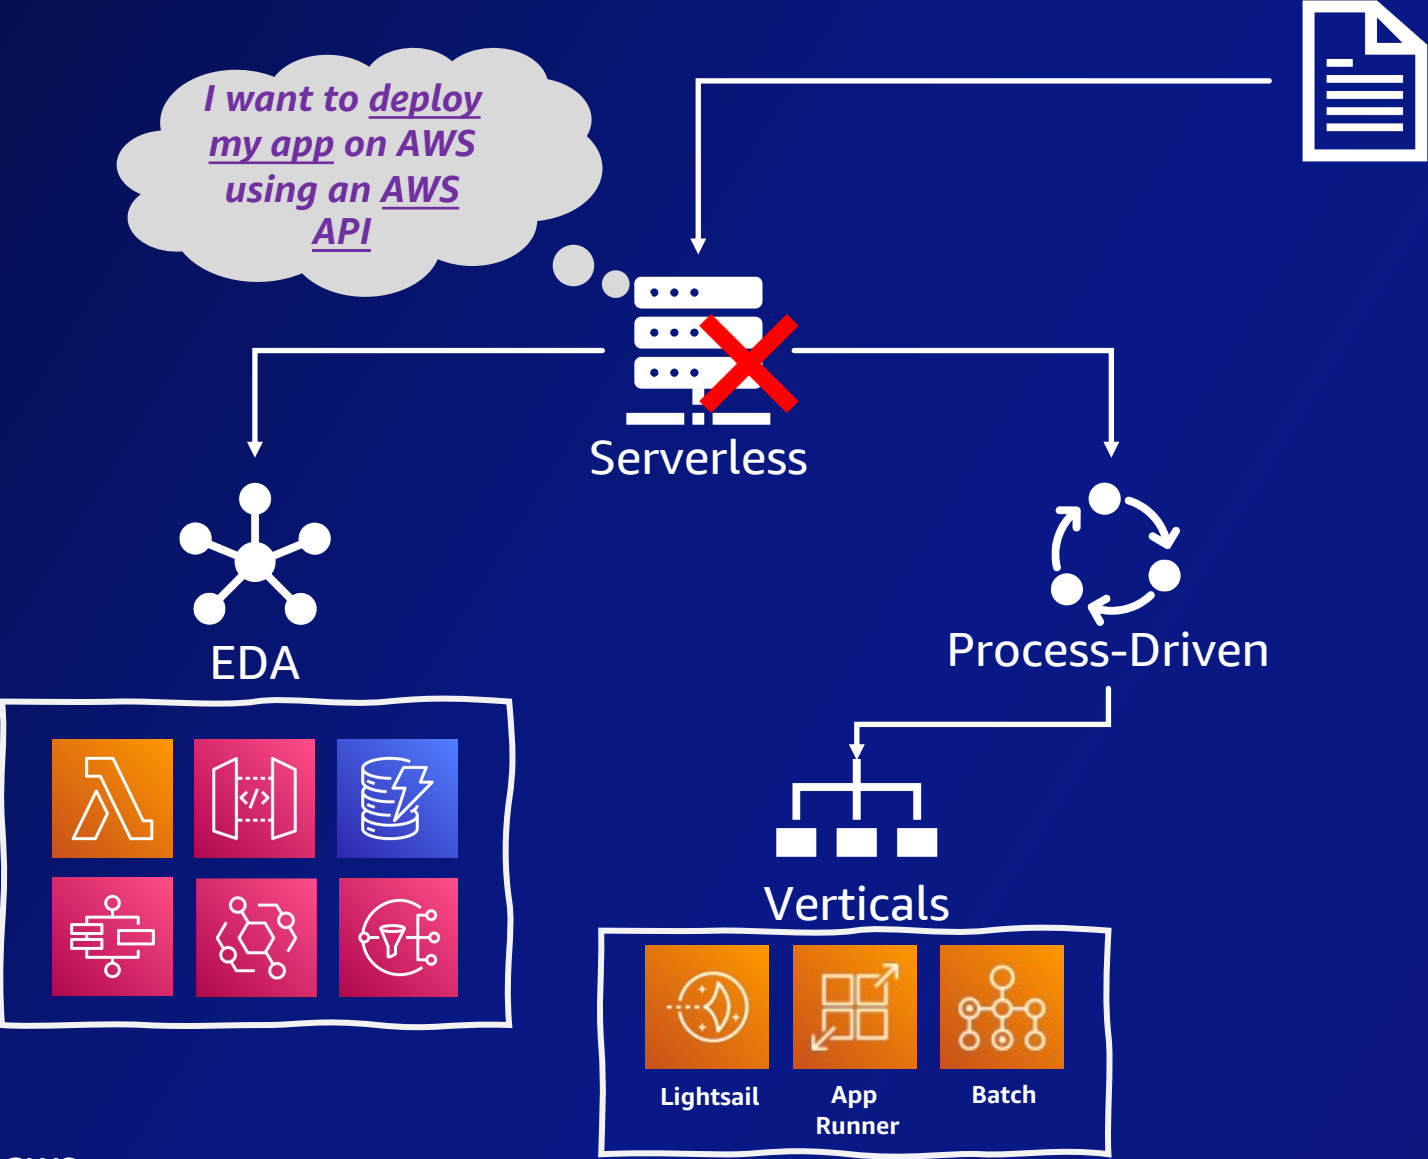 I want to deploy
my app on AWS
using an AWS
API
Serverless
EDA
Process-Driven
</>
Verticals
Lightsail
App
Runner
Batch